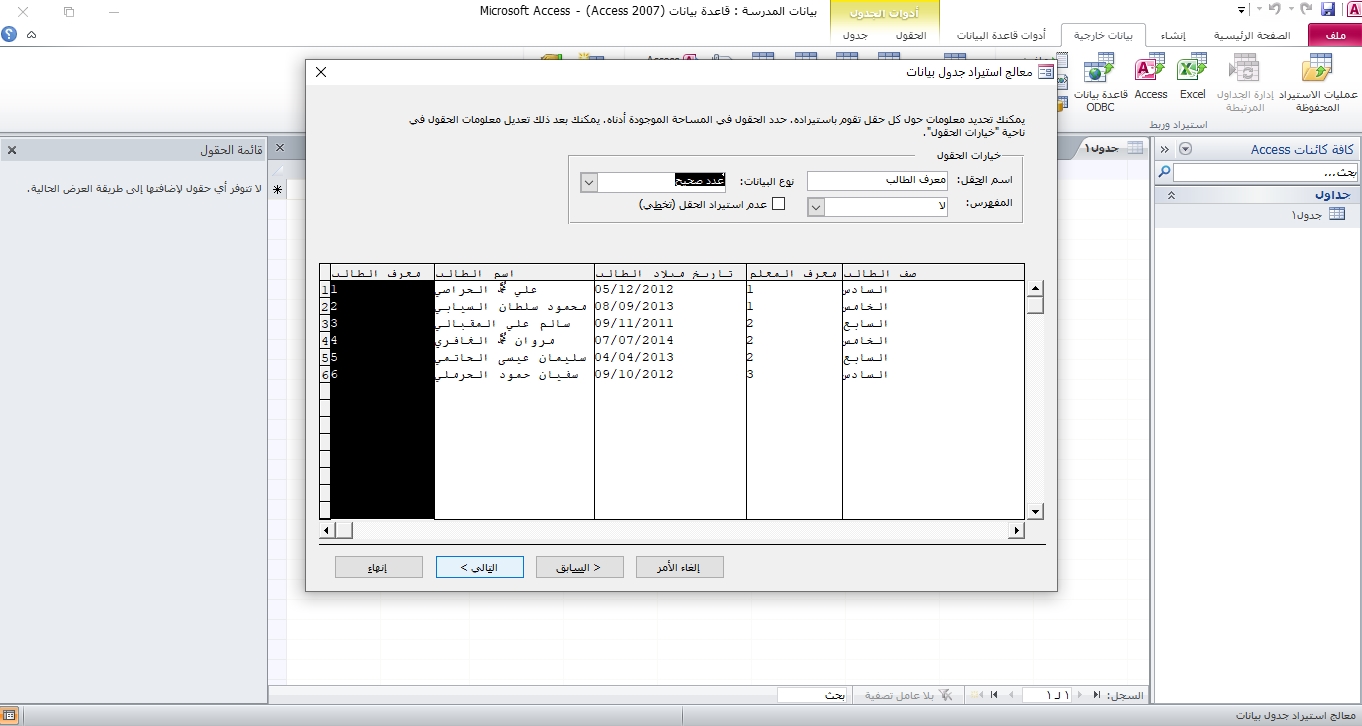 بيانات المدرسة : قاعدة بيانات (Access 2007) - Microsoft Access
أدوات الجدول
ملف
الصفحة الرئيسية
إنشاء
بيانات خارجية
أدوات قاعدة البيانات
الحقول
جدول
عمليات الاستيراد المحفوظة
إدارة الجداول المرتبطة
Excel
Access
قاعدة بيانات ODBC
استيراد وربط
كافة كائنات Access
بحث...
جداول
جدول١
جدول١
قائمة الحقول
لا تتوفر أي حقول لإضافتها إلى طريقة العرض الحالية.
معالج استيراد جدول بيانات
يمكنك تحديد معلومات حول كل حقل تقوم باستيراده. حدد الحقول في المساحة الموجودة أدناه. يمكنك بعد ذلك تعديل معلومات الحقول في
ناحية "خيارات الحقول".
خيارات الحقول
اسم الحقل: معرف الطالب نوع البيانات: عدد صحيح
المفهرس: لا عدم استيراد الحقل (تخطي)
معرف الطالب اسم الطالب تاريخ ميلاد الطالب معرف المعلم صف الطالب
1 1 علي ﷴ الحراصي 05/12/2012 1 السادس
2 2 محمود سلطان السيابي 08/09/2013 1 الخامس
3 3 سالم علي المقبالي 09/11/2011 2 السابع
4 4 مروان ﷴ الغافري 07/07/2014 2 الخامس
5 5 سليمان عيسى الحاتمي 04/04/2013 2 السابع
6 6 سفيان حمود الحرملي 09/10/2012 3 السادس
إلغاء الأمر
< السابق
التالي >
إنهاء
السجل: ١ لـ ١ بلا عامل تصفية بحث
معالج استيراد جدول بيانات